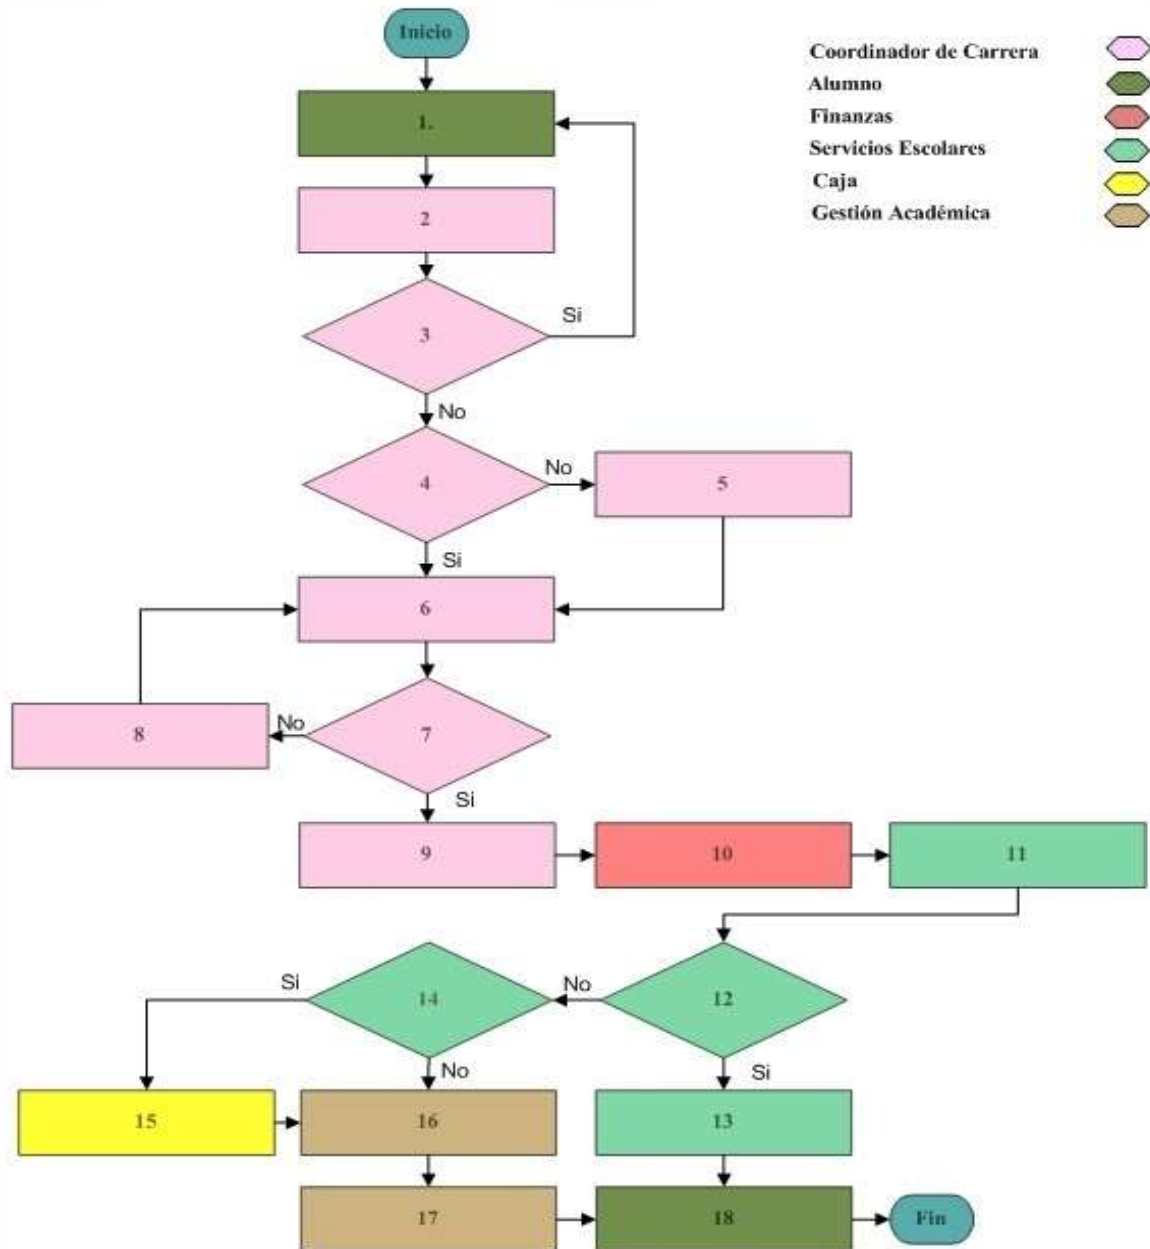 Inicio
Coordinador de Carrera
Alumno
Finanzas
Servicios Escolares
Caja
Gestión Académica
1.
2
3
Si
No
4
No
5
Si
6
7
No
8
Si
9
10
11
12
No
14
Si
No
Si
15
16
13
17
18
Fin